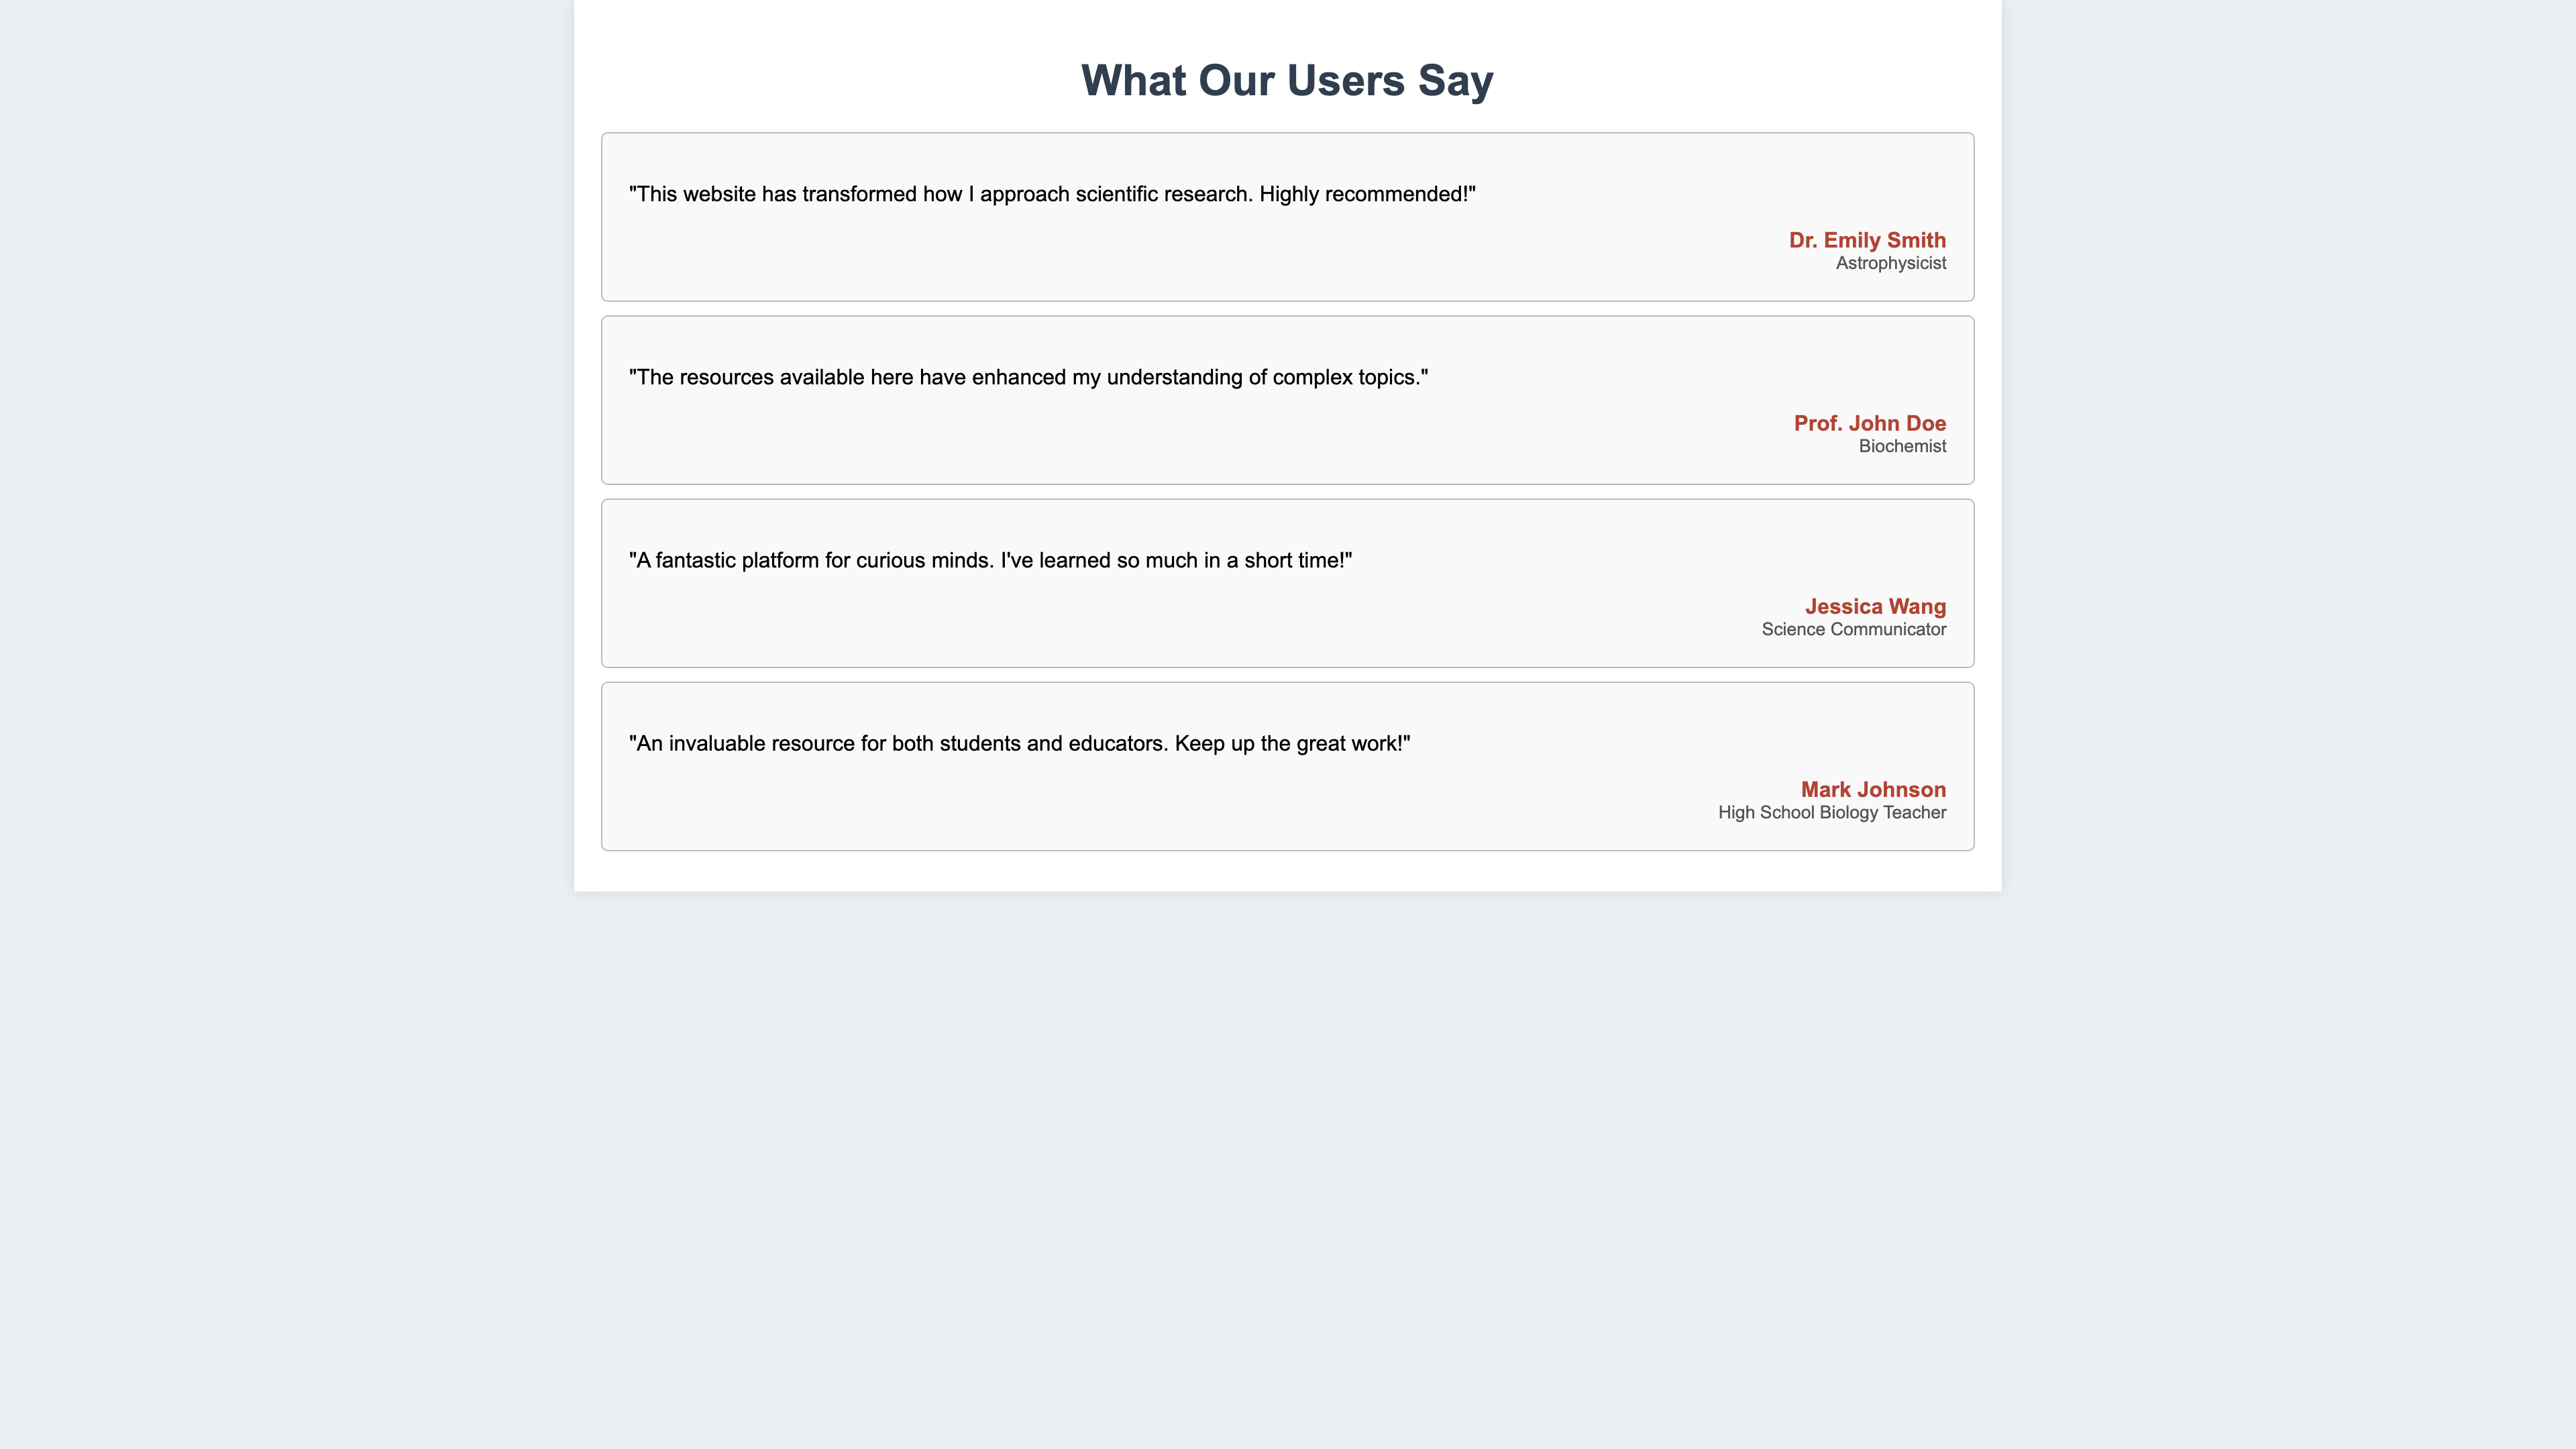 What Our Users Say
"This website has transformed how I approach scientific research. Highly recommended!"
Dr. Emily Smith
Astrophysicist
"The resources available here have enhanced my understanding of complex topics."
Prof. John Doe
Biochemist
"A fantastic platform for curious minds. I've learned so much in a short time!"
Jessica Wang
Science Communicator
"An invaluable resource for both students and educators. Keep up the great work!"
Mark Johnson
High School Biology Teacher